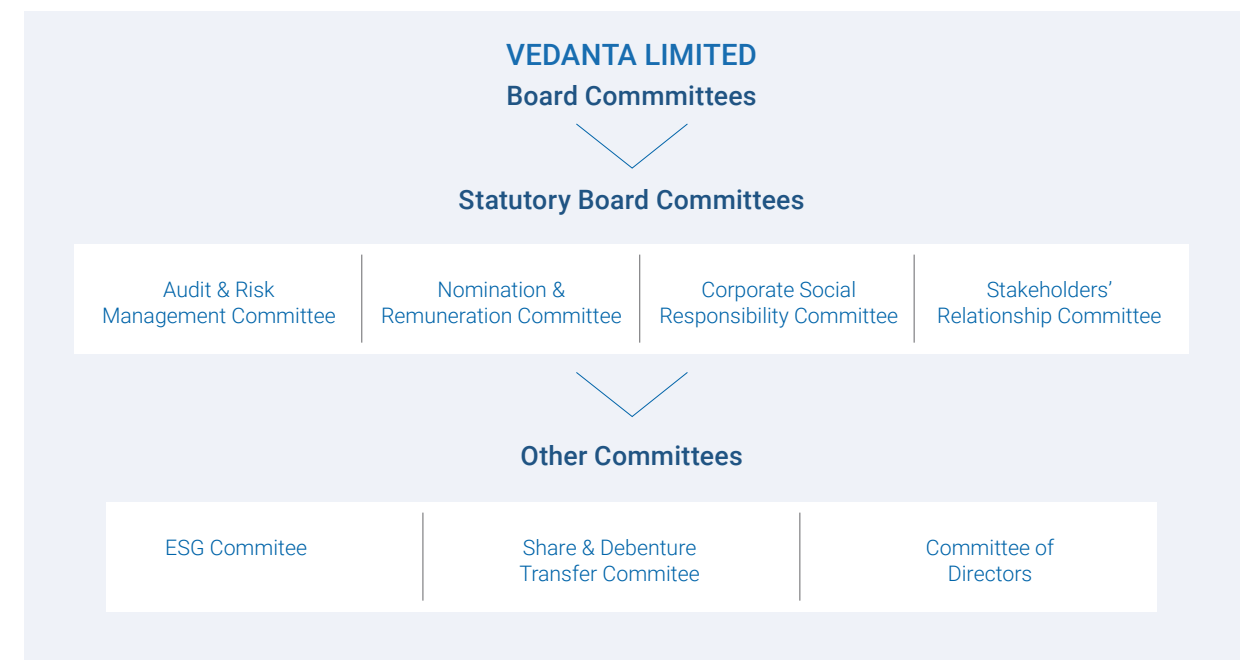 VEDANTA LIMITED
Board Commmittees
Statutory Board Committees
Audit & Risk
Management Committee
Nomination &
Remuneration Committee
Corporate Social
Responsibility Committee
Stakeholders’
Relationship Committee
Other Committees
ESG Commitee
Share & Debenture
Transfer Commitee
Committee of
Directors